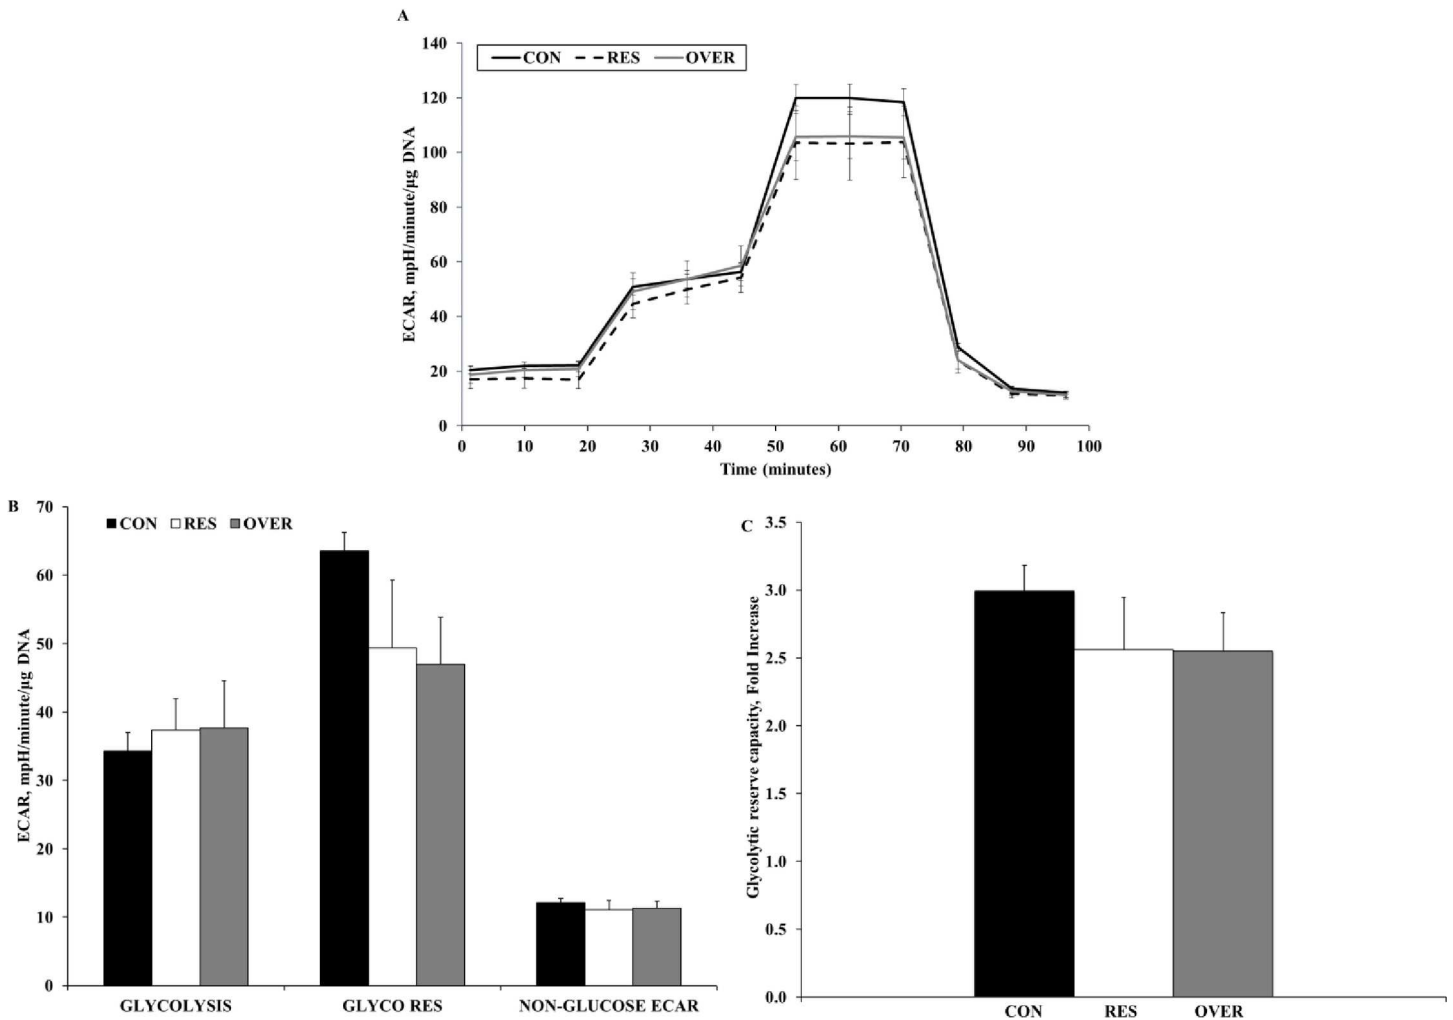 A
CON RES OVER
ECAR, mpH/minute/µg DNA
140
120
100
80
60
40
20
0
0 10 20 30 40 50 60 70 80 90 100
Time (minutes)
B
CON RES OVER
ECAR, mpH/minute/µg DNA
70
60
50
40
30
20
10
0
GLYCOLYSIS GLYCO RES NON-GLUCOSE ECAR
C
Glycolytic reserve capacity, Fold Increase
3.5
3.0
2.5
2.0
1.5
1.0
0.5
0.0
CON RES OVER